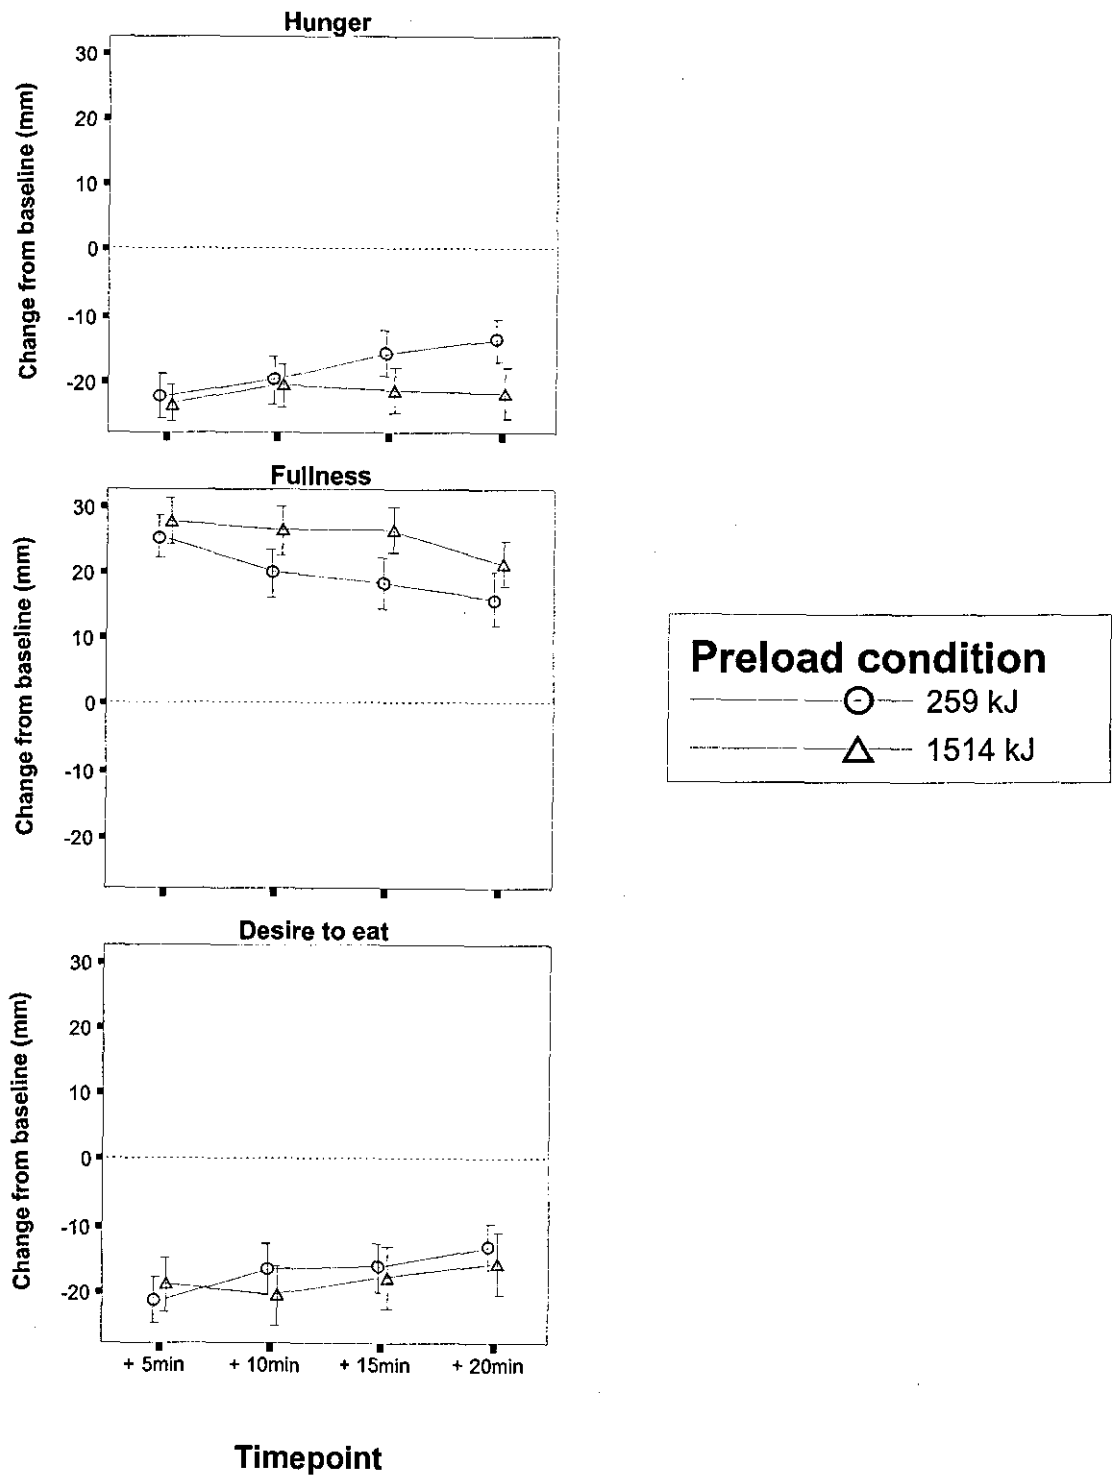 Hunger
Change from baseline (mm)
30
20
10
0
-10
-20
Fullness
Change from baseline (mm)
30
20
10
0
-10
-20
Preload condition
259 kJ
1514 kJ
Desire to eat
Change from baseline (mm)
30
20
10
0
-10
-20
+ 5min + 10min + 15min + 20min
Timepoint